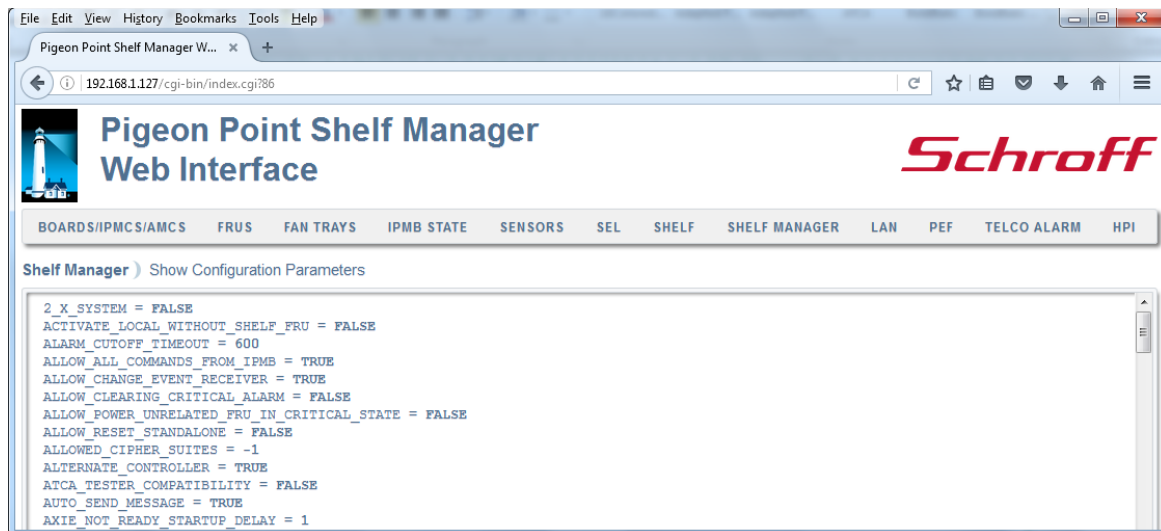 File Edit View History Bookmarks Tools Help
Pigeon Point Shelf Manager W... × +
192.168.1.127/cgi-bin/index.cgi?86
Pigeon Point Shelf Manager
Web Interface
Schroff
BOARDS/IPMCS/AMCS FRUS FAN TRAYS IPMB STATE SENSORS SEL SHELF SHELF MANAGER LAN PEF TELCO ALARM HPI
Shelf Manager ) Show Configuration Parameters
2_X_SYSTEM = FALSE
ACTIVATE_LOCAL_WITHOUT_SHELF_FRU = FALSE
ALARM_CUTOFF_TIMEOUT = 600
ALLOW_ALL_COMMANDS_FROM_IPMB = TRUE
ALLOW_CHANGE_EVENT_RECEIVER = TRUE
ALLOW_CLEARING_CRITICAL_ALARM = FALSE
ALLOW_POWER_UNRELATED_FRU_IN_CRITICAL_STATE = FALSE
ALLOW_RESET_STANDALONE = FALSE
ALLOWED_CIPHER_SUITES = -1
ALTERNATE_CONTROLLER = TRUE
ATCA_TESTER_COMPATIBILITY = FALSE
AUTO_SEND_MESSAGE = TRUE
AXIE_NOT_READY_STARTUP_DELAY = 1